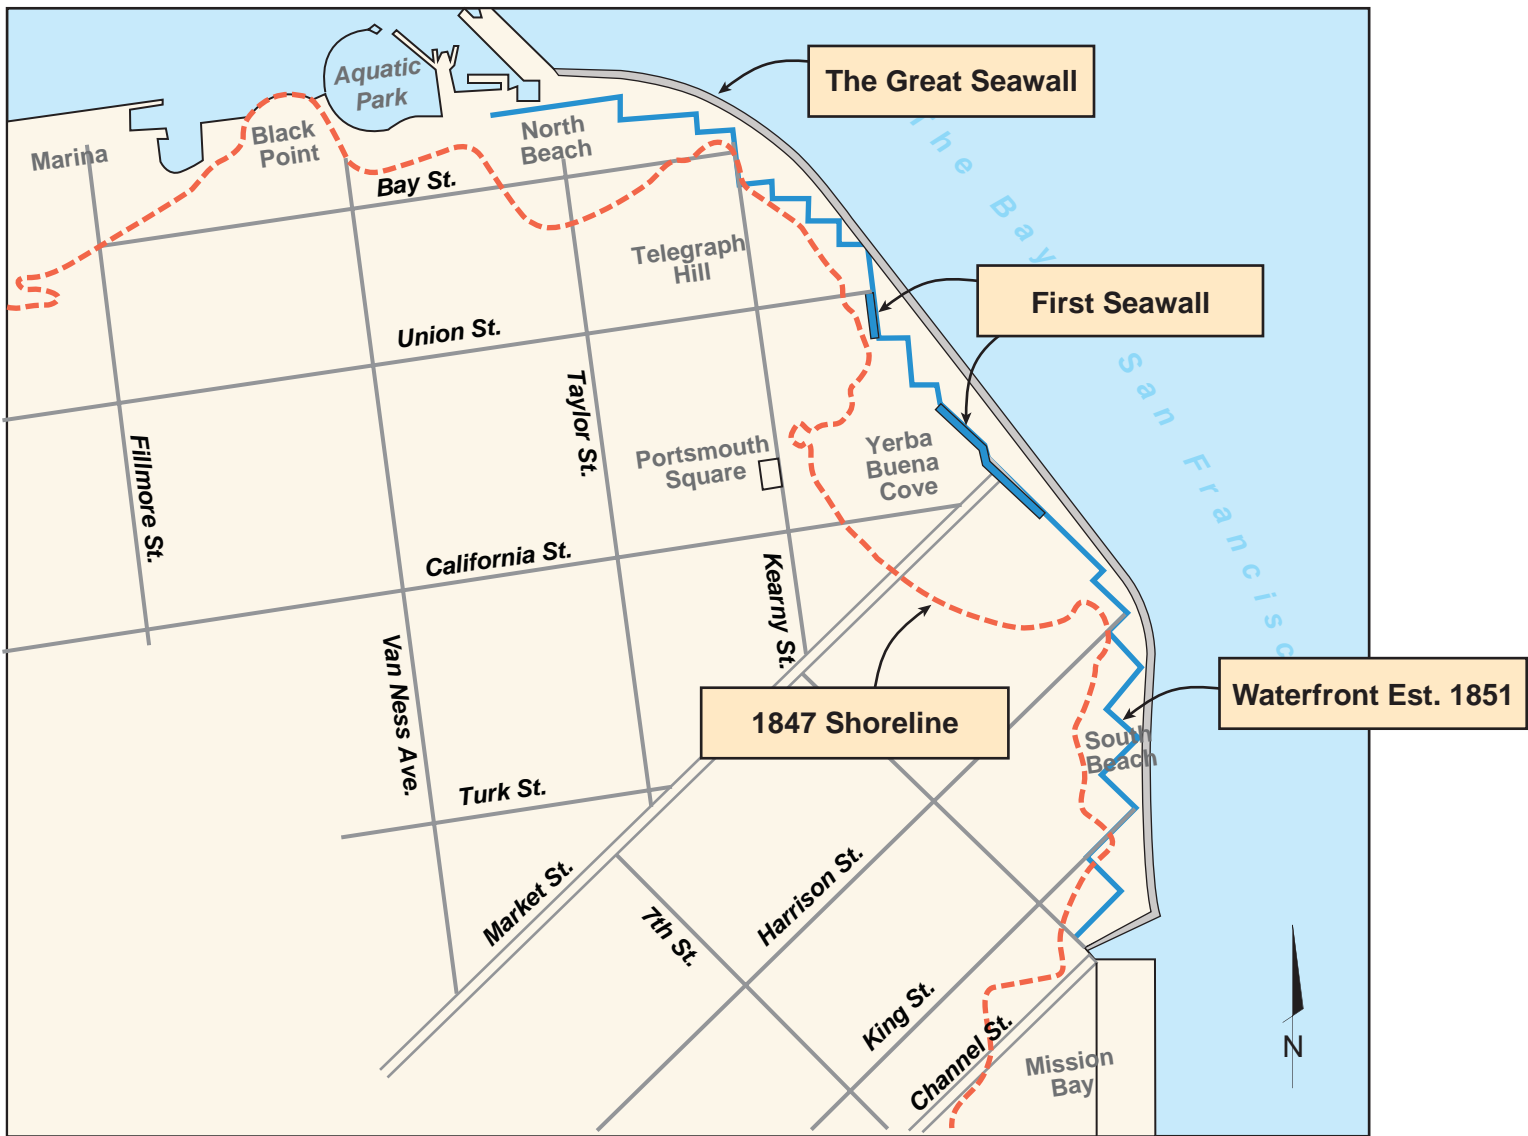 Aquatic
Park
The Great Seawall
Marina
Black
Point
North
Beach
Bay St.
The Bay
San Francisc
Telegraph
Hill
First Seawall
Union St.
Taylor St.
Fillmore St.
Portsmouth
Square
Yerba
Buena
Cove
California St.
Kearny St.
Van Ness Ave.
1847 Shoreline
Waterfront Est. 1851
South
Beach
Turk St.
Market St.
7th St.
Harrison St.
King St.
Channel St.
Mission
Bay
N